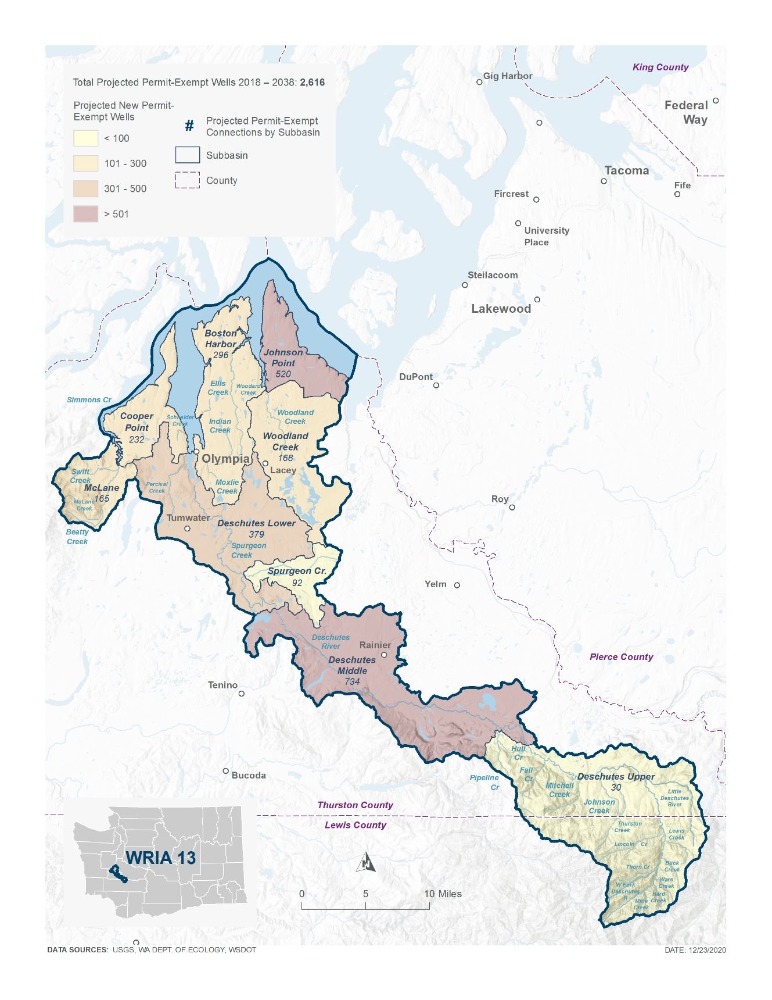 Total Projected Permit-Exempt Wells 2018 – 2038: 2,616
Projected New Permit-
Exempt Wells
< 100
101 - 300
301 - 500
> 501
#
Projected Permit-Exempt
Connections by Subbasin
Subbasin
County
King County
Gig Harbor
Federal
Way
Tacoma
Fife
Fircrest
University
Place
Steilacoom
Lakewood
DuPont
Roy
Yelm
Pierce County
Boston
Harbor
296
Johnson
Point
520
Ellis
Creek
Woodard
Creek
Simmons Cr
Cooper
Point
232
Schneider
Creek
Indian
Creek
Woodland
Creek
Woodland
Creek
168
Olympia
Lacey
Swift
Creek
McLane
165
McLane
Creek
Beatty
Creek
Percival
Creek
Moxlie
Creek
Tumwater
Deschutes Lower
379
Spurgeon
Creek
Spurgeon Cr.
92
Deschutes
River
Rainier
Deschutes
Middle
734
Tenino
Bucoda
Hull
Cr
Fall
Cr
Pipeline
Cr
Mitchell
Creek
Deschutes Upper
30
Johnson
Creek
Little
Deschutes
River
Thurston County
Lewis County
Thurston
Creek
Lewis
Creek
Lincoln Cr
Thorn Cr
Buck
Creek
Ware
Creek
W Fork
Deschutes
R
Hard
Creek
Mine
Creek
WRIA 13
N
0 5 10 Miles
DATA SOURCES: USGS, WA DEPT. OF ECOLOGY, WSDOT
DATE: 12/23/2020